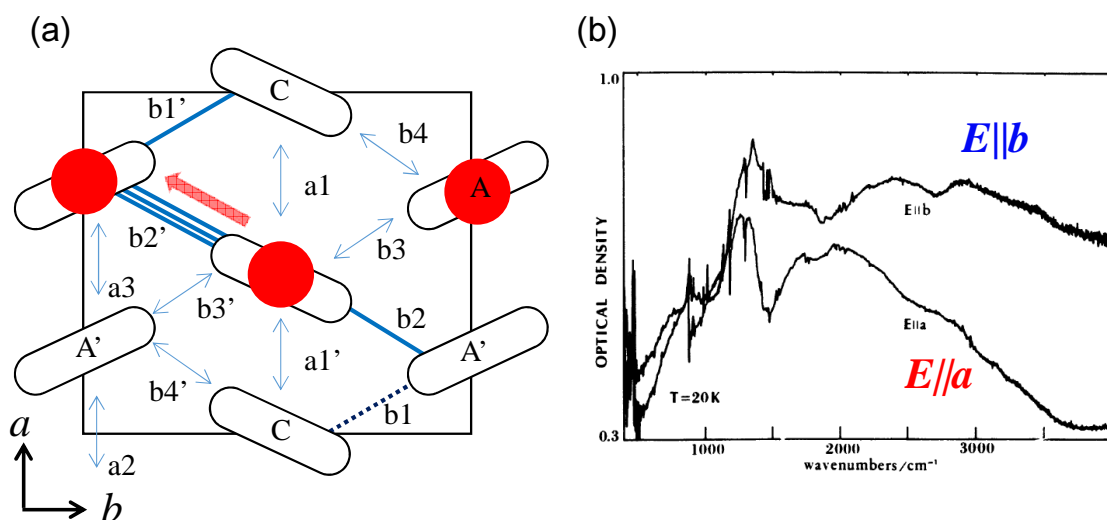 (a)
C
b1'
b4
A
a1
b2'
b3
a3
b3'
b2
A'
a1'
A'
b4'
b1
C
a
a2
b
(b)
1.0
E||b
E||b
OPTICAL DENSITY
E||a
E//a
T=20K
0.3
1000
2000
3000
wavenumbers/cm⁻¹